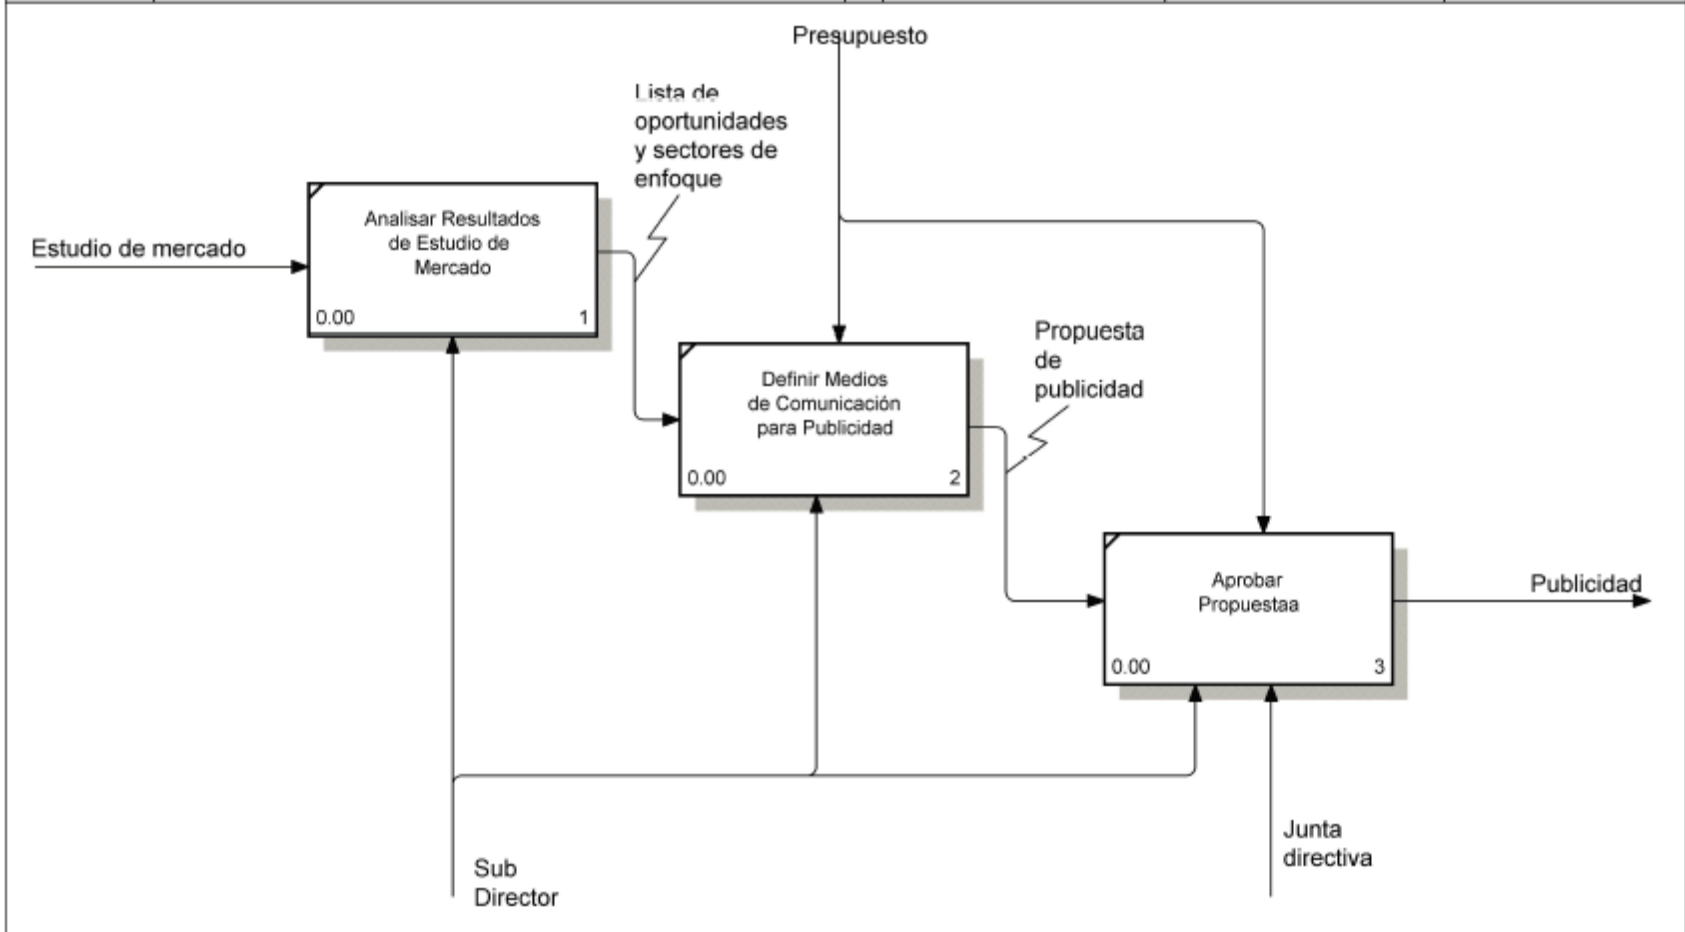 Presupuesto
Lista de
oportunidades
y sectores de
enfoque
Analisar Resultados
de Estudio de
Mercado
0.00 1
Estudio de mercado
Propuesta
de
publicidad
Definir Medios
de Comunicación
para Publicidad
0.00 2
Aprobar
Propuestaa
0.00 3
Publicidad
Junta
directiva
Sub
Director